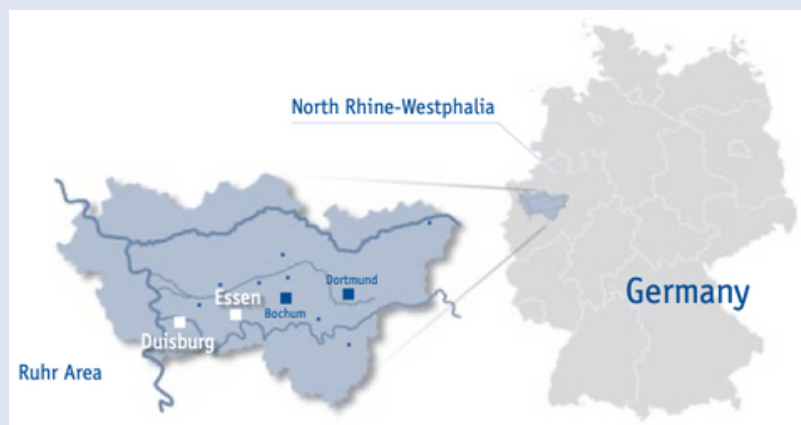 North Rhine-Westphalia
Dortmund
Essen
Bochum
Germany
Duisburg
Ruhr Area